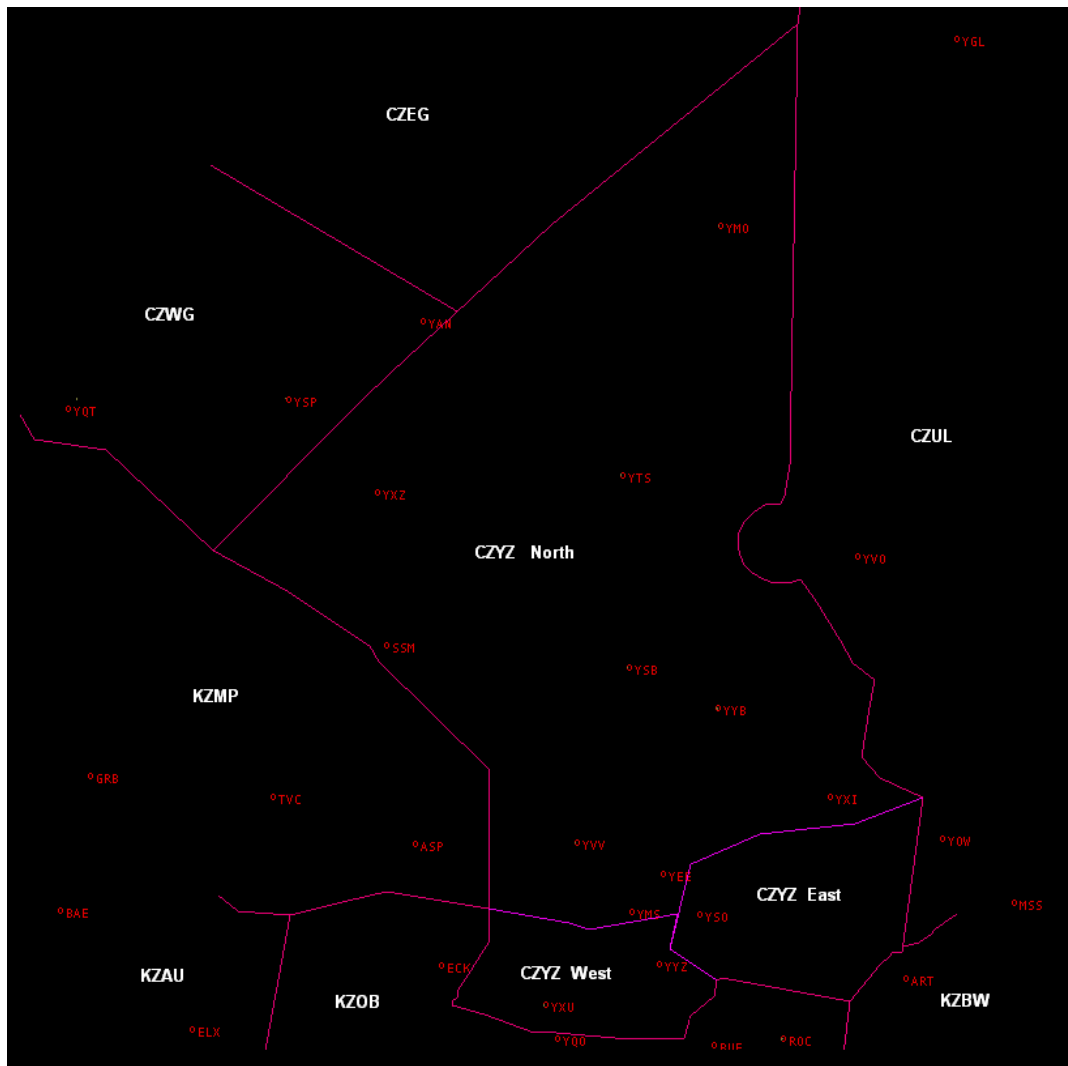 YGL
CZEG
YMO
CZWG
YAN
YSP
YQT
CZUL
YTS
YXZ
CZYZ North
YVO
SSM
YSB
KZMP
YYB
GRB
TVC
YXI
YOW
ASP
YVV
YEE
CZYZ East
MSS
BAE
YMS
YSO
YYZ
ECK
CZYZ West
KZAU
ART
KZOB
KZBW
YXU
ELX
YQO
ROC